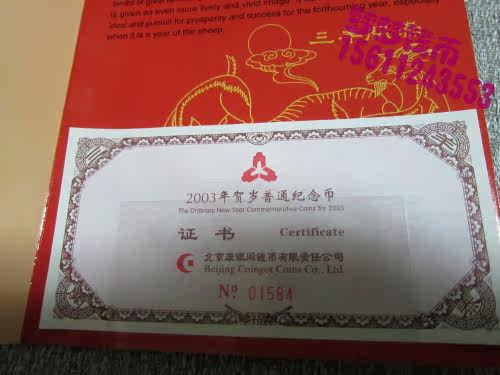 is given an even more lively and vivid image. It
ideal and pursuit for prosperity and success for the forthcoming year, especially
when it is a year of the sheep.
三羊
15611243553
2003年贺岁普通纪念币
The Ordinary New Year Commemorative Coins for 2003
证书 Certificate
北京康银阁钱币有限责任公司
Beijing Coingot Coins Co., Ltd.
No 01584